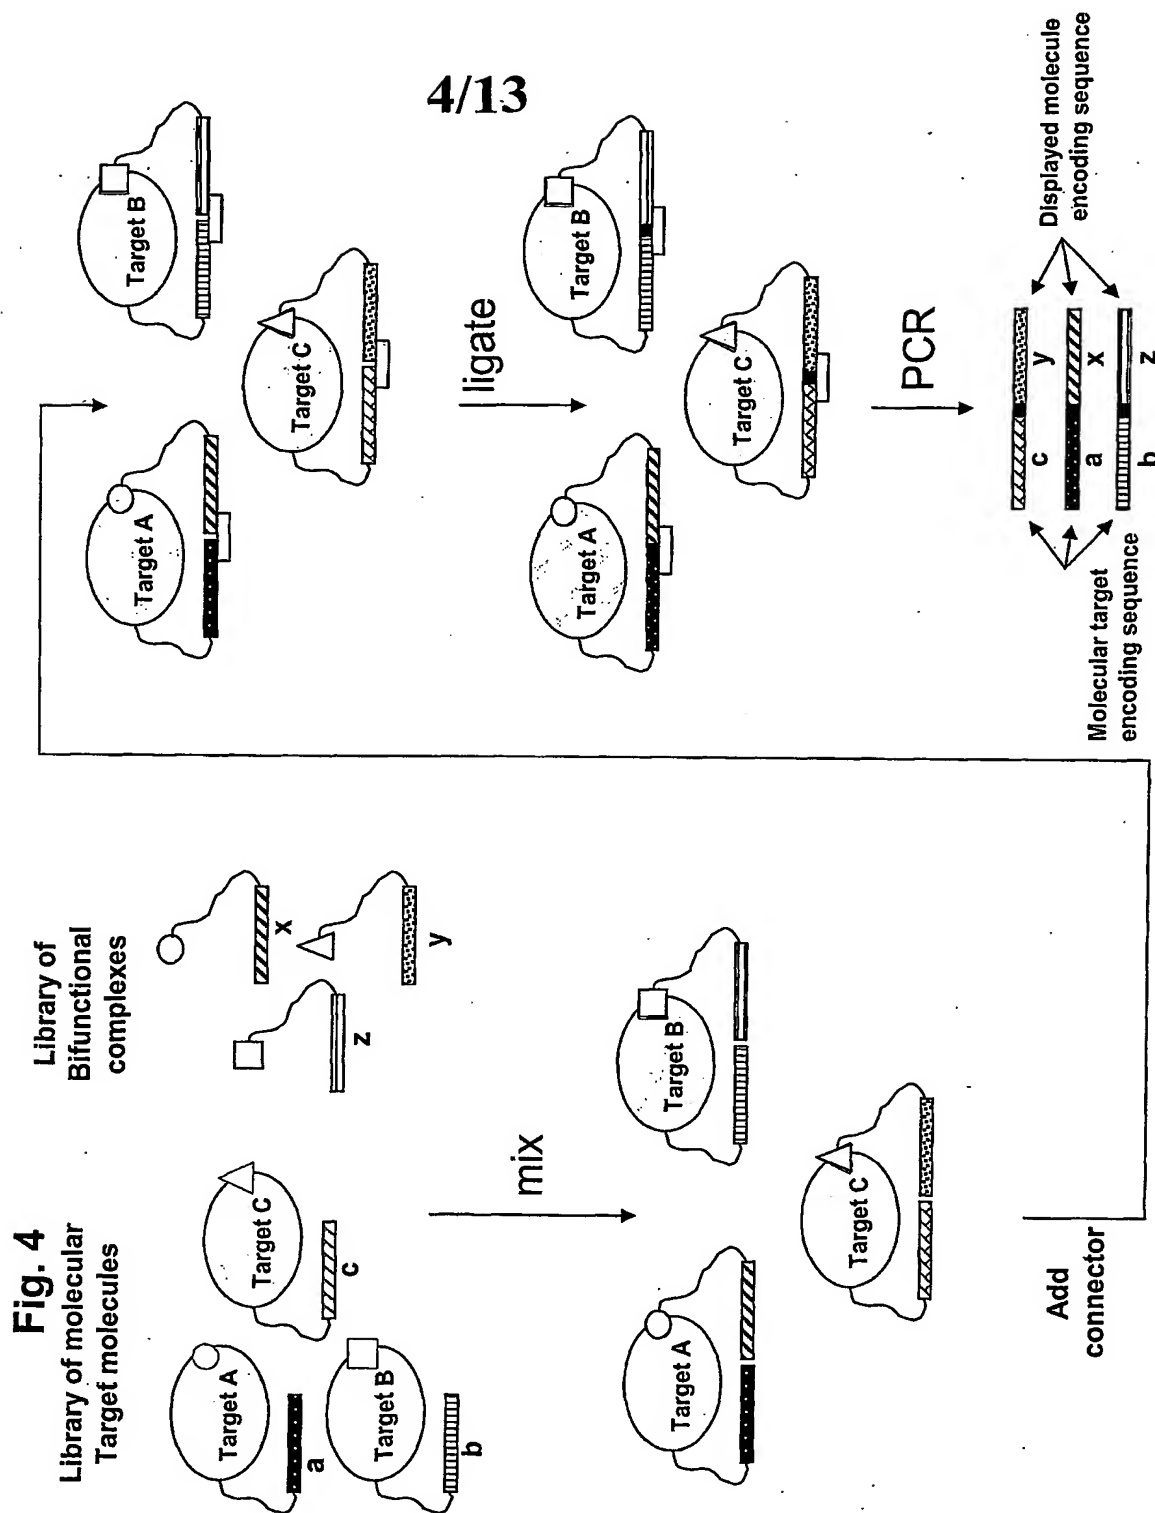 4/13
Fig. 4
Library of molecular
Target molecules
Library of
Bifunctional
complexes
Target A
a
Target B
b
Target C
c
z
x
y
mix
Target A
Target B
Target C
Add
connector
Target A
Target B
Target C
ligate
Target A
Target B
Target C
PCR
c
y
a
x
b
z
Molecular target
encoding sequence
Displayed molecule
encoding sequence